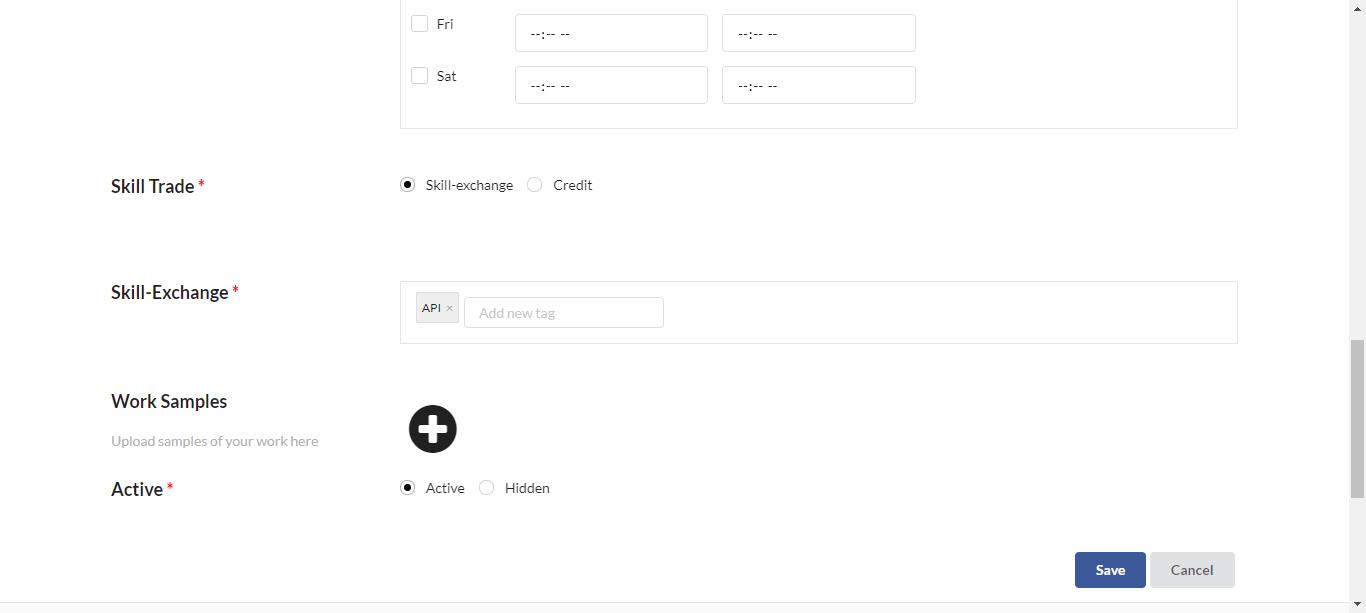 Fri --:-- -- --:-- --
Sat --:-- -- --:-- --
Skill Trade * Skill-exchange Credit
Skill-Exchange * API × Add new tag
Work Samples
Upload samples of your work here
Active * Active Hidden
Save Cancel